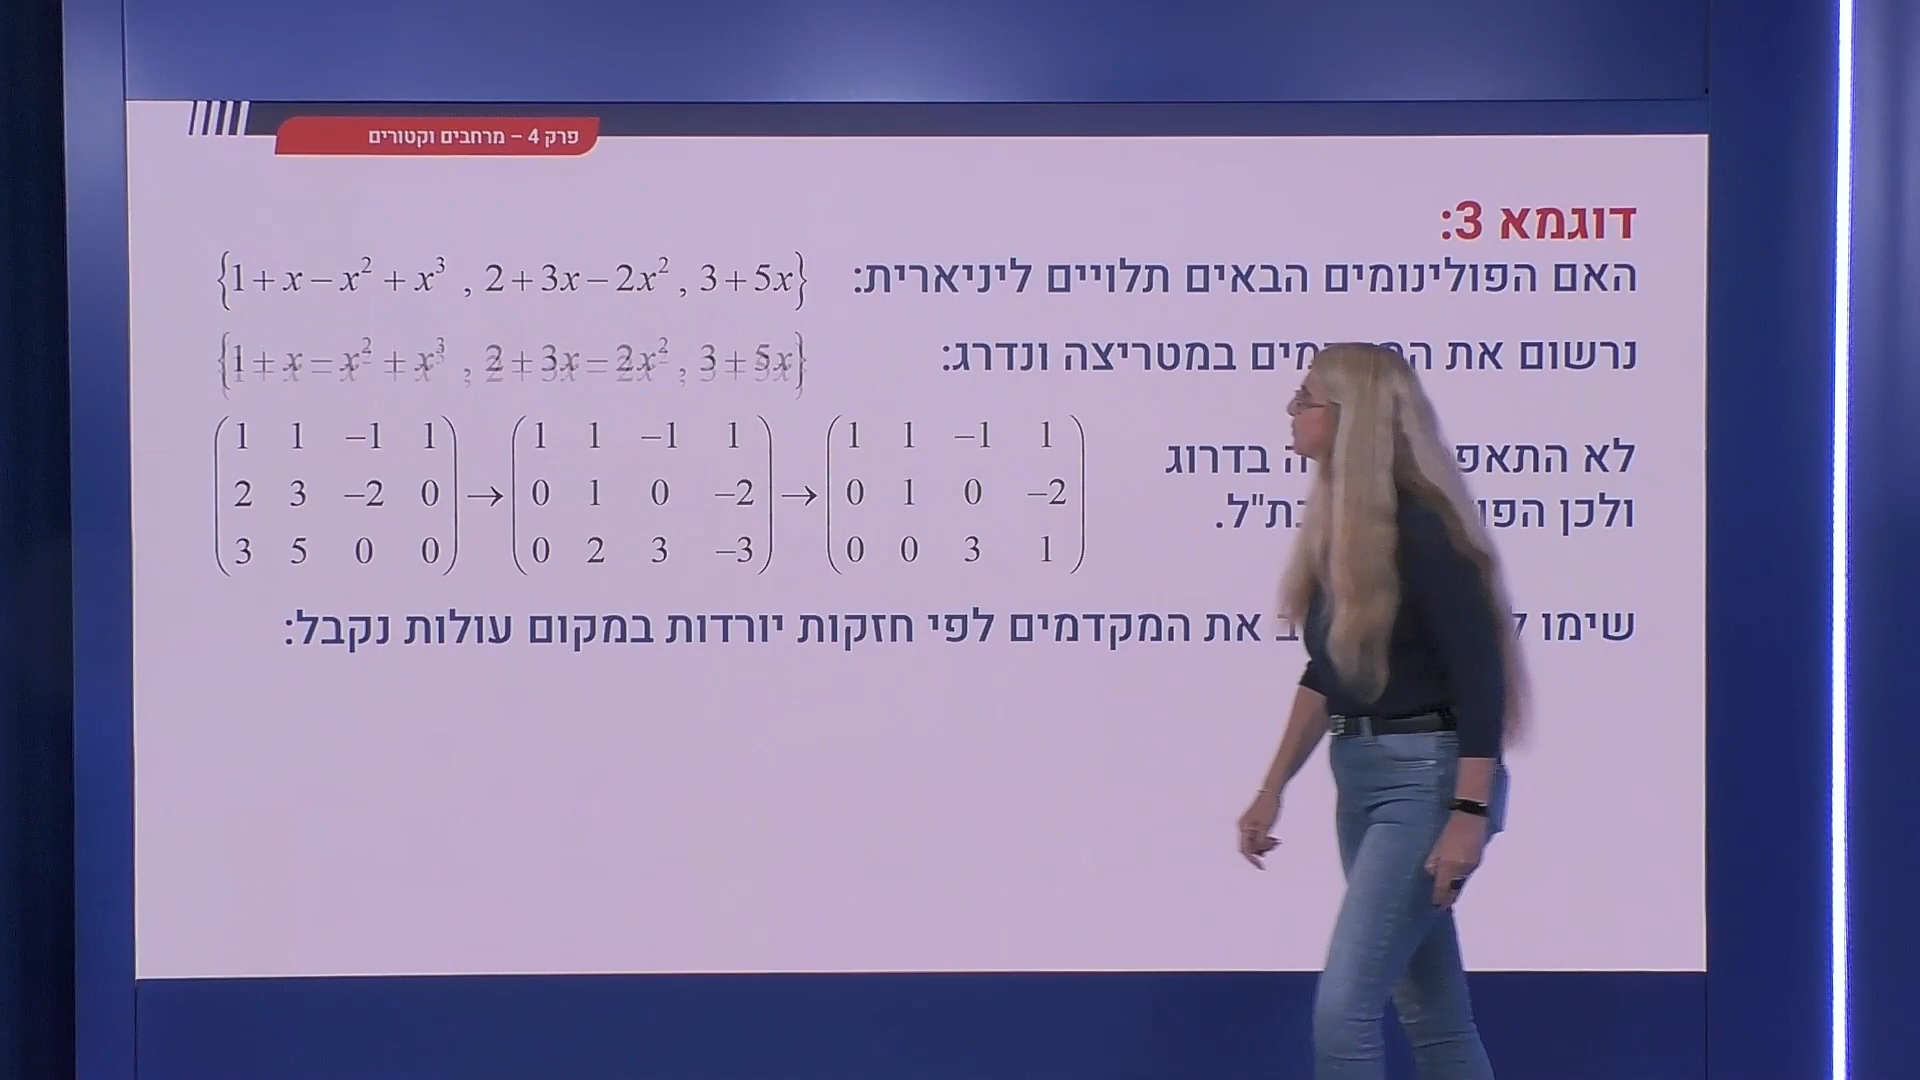 פרק 4 – מרחבים וקטורים
דוגמא 3:
האם הפולינומים הבאים תלויים ליניארית: {1+x−x²+x³ , 2+3x−2x² , 3+5x}
נרשום את במטריצה ונדרג: {1+x−x²+x³ , 2+3x−2x² , 3+5x}
(1 1 −1 1; 2 3 −2 0; 3 5 0 0) → (1 1 −1 1; 0 1 0 −2; 0 2 3 −3) → (1 1 −1 1; 0 1 0 −2; 0 0 3 1)
לא בדרוג
ולכן בת"ל.
שימו את המקדמים לפי חזקות יורדות במקום עולות נקבל: